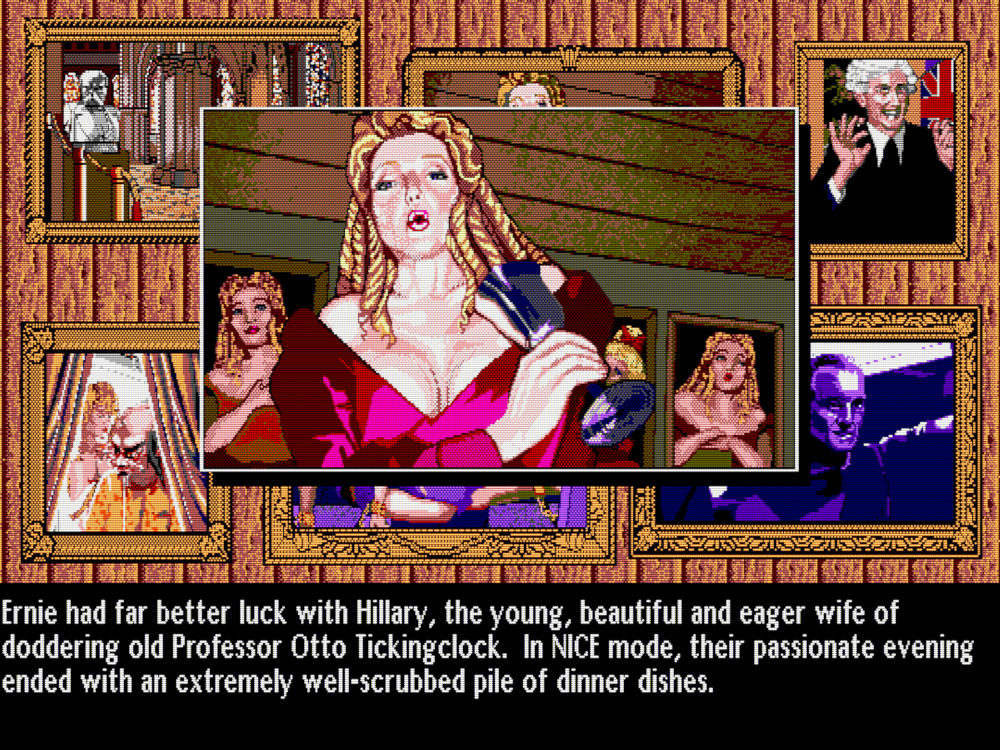 Ernie had far better luck with Hillary, the young, beautiful and eager wife of
doddering old Professor Otto Tickingclock.  In NICE mode, their passionate evening
ended with an extremely well-scrubbed pile of dinner dishes.